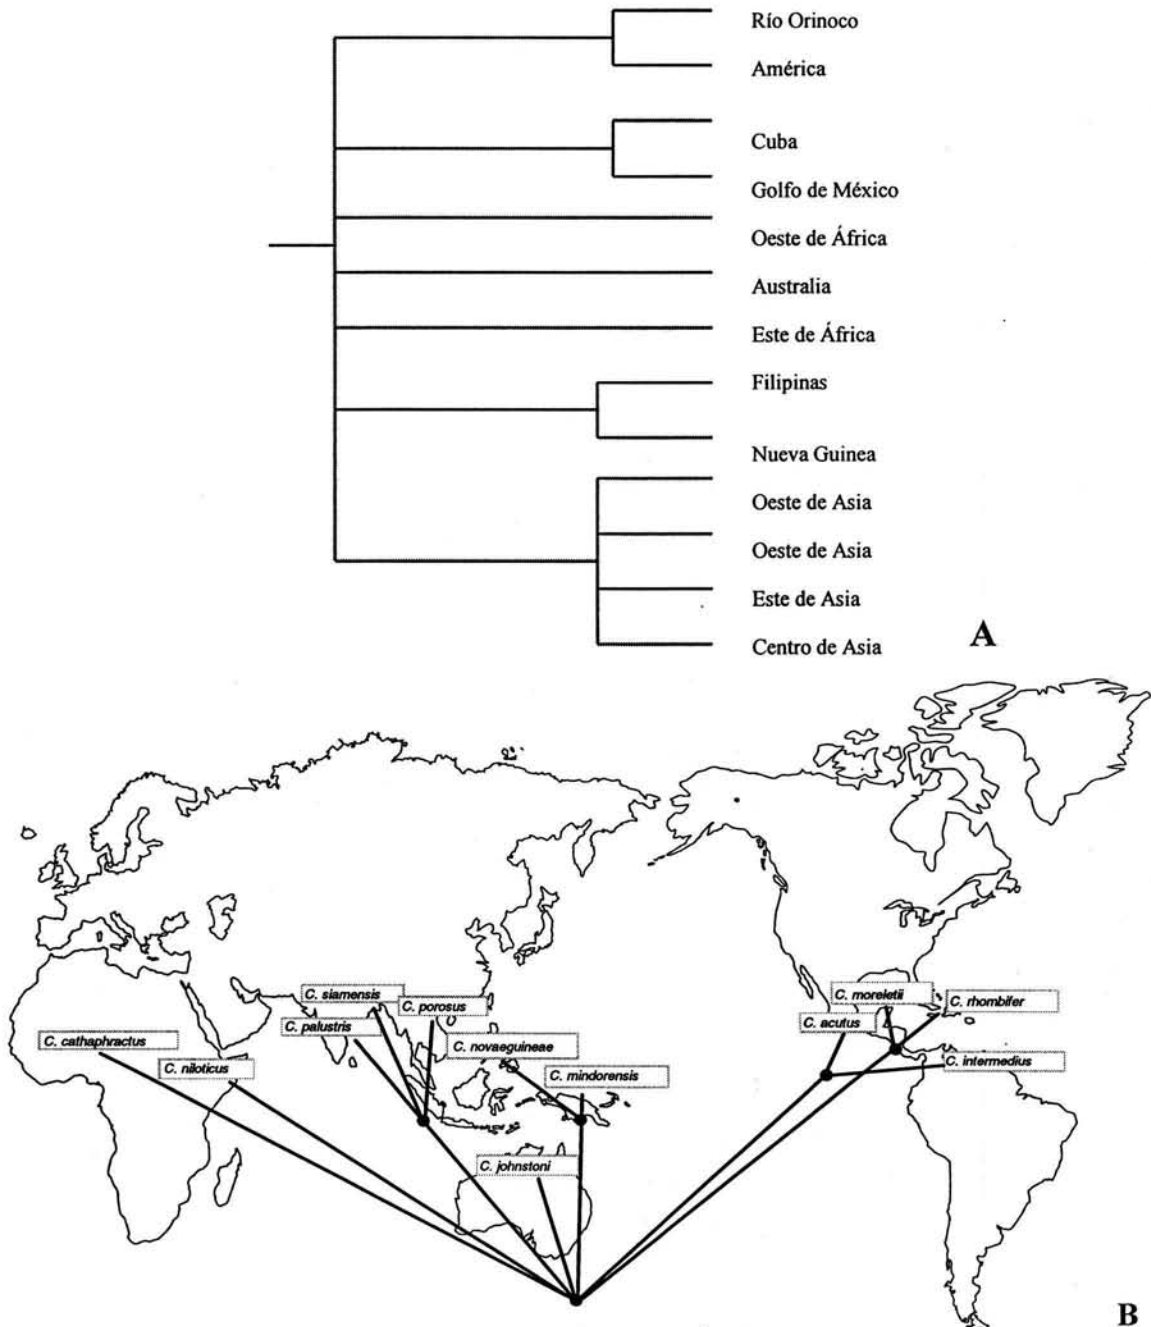 Río Orinoco
América
Cuba
Golfo de México
Oeste de África
Australia
Este de África
Filipinas
Nueva Guinea
Oeste de Asia
Oeste de Asia
Este de Asia
Centro de Asia
A
C. siamensis
C. porosus
C. moreletii
C. rhombifer
C. palustris
C. acutus
C. cathaphractus
C. novaeguineae
C. niloticus
C. mindorensis
C. intermedius
C. johnstoni
B